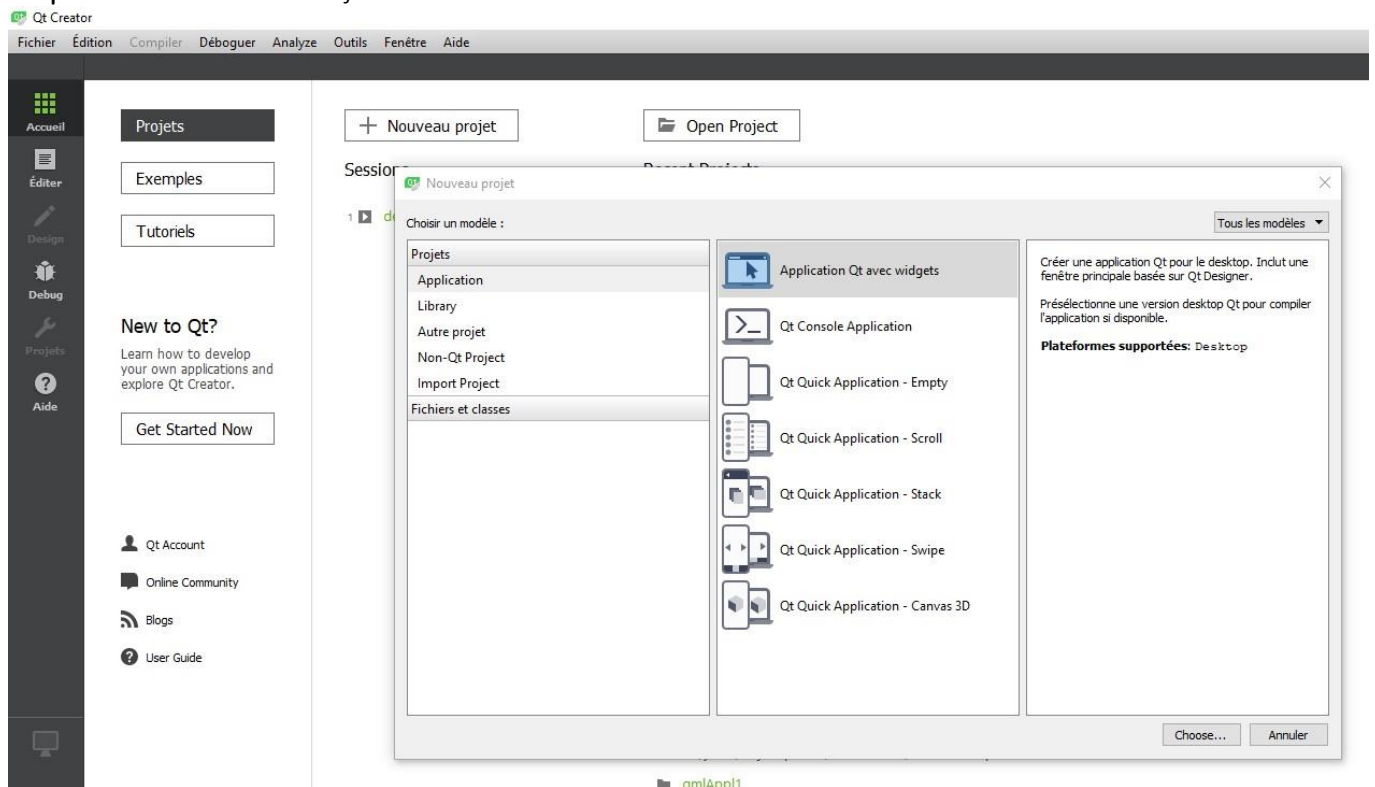 Qt Creator
Fichier Édition Compiler Déboguer Analyze Outils Fenêtre Aide
Accueil
Éditer
Design
Debug
Projets
Aide
Projets
Exemples
Tutoriels
New to Qt?
Learn how to develop
your own applications and
explore Qt Creator.
Get Started Now
Qt Account
Online Community
Blogs
User Guide
Nouveau projet
Open Project
1
Nouveau projet
Choisir un modèle :
Tous les modèles
Projets
Application
Library
Autre projet
Non-Qt Project
Import Project
Fichiers et classes
Application Qt avec widgets
Qt Console Application
Qt Quick Application - Empty
Qt Quick Application - Scroll
Qt Quick Application - Stack
Qt Quick Application - Swipe
Qt Quick Application - Canvas 3D
Créer une application Qt pour le desktop. Inclut une
fenêtre principale basée sur Qt Designer.
Présélectionne une version desktop Qt pour compiler
l'application si disponible.
Plateformes supportées: Desktop
Choose... Annuler
qmlAppl1